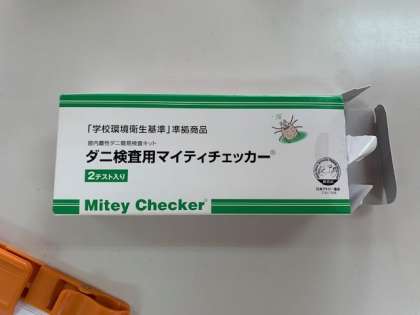 「学校環境衛生基準」準拠商品
屋内塵性ダニ簡易検査キット
ダニ検査用マイティチェッカー®
2テスト入り
Mitey Checker®